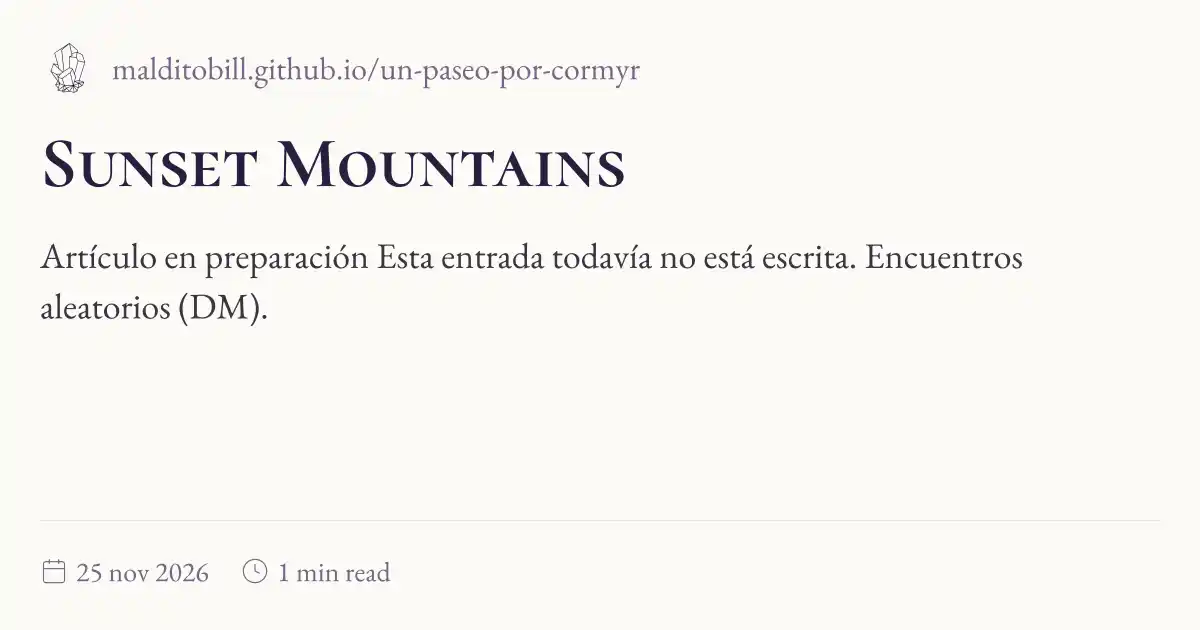 malditobill.github.io/un-paseo-por-cormyr
Sunset Mountains
Artículo en preparación Esta entrada todavía no está escrita. Encuentros
aleatorios (DM).
25 nov 2026
1 min read